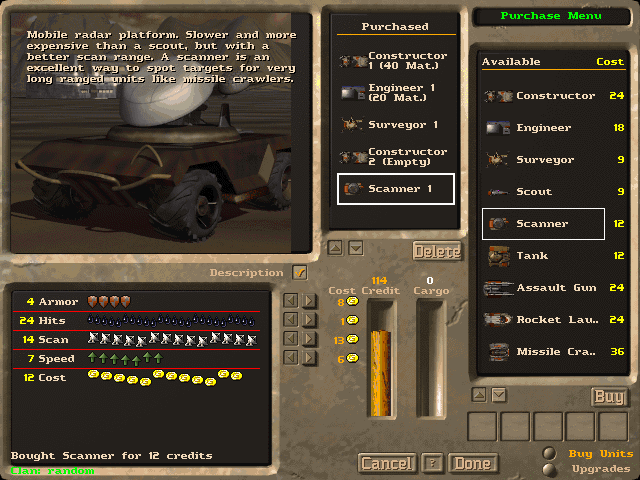 Mobile radar platform. Slower and more
expensive than a scout, but with a
better scan range. A scanner is an
excellent way to spot targets for very
long ranged units like missile crawlers.
Description
Purchased
Constructor
1 (40 Mat.)
Engineer 1
(20 Mat.)
Surveyor 1
Constructor
2 (Empty)
Scanner 1
Delete
Purchase Menu
Available Cost
Constructor 24
Engineer 18
Surveyor 9
Scout 9
Scanner 12
Tank 12
Assault Gun 24
Rocket Lau.. 24
Missile Cra.. 36
Buy
4 Armor
24 Hits
14 Scan
7 Speed
12 Cost
114 0
Cost Credit Cargo
8
1
13
6
Bought Scanner for 12 credits
Clan: random
Cancel ? Done
Buy Units
Upgrades